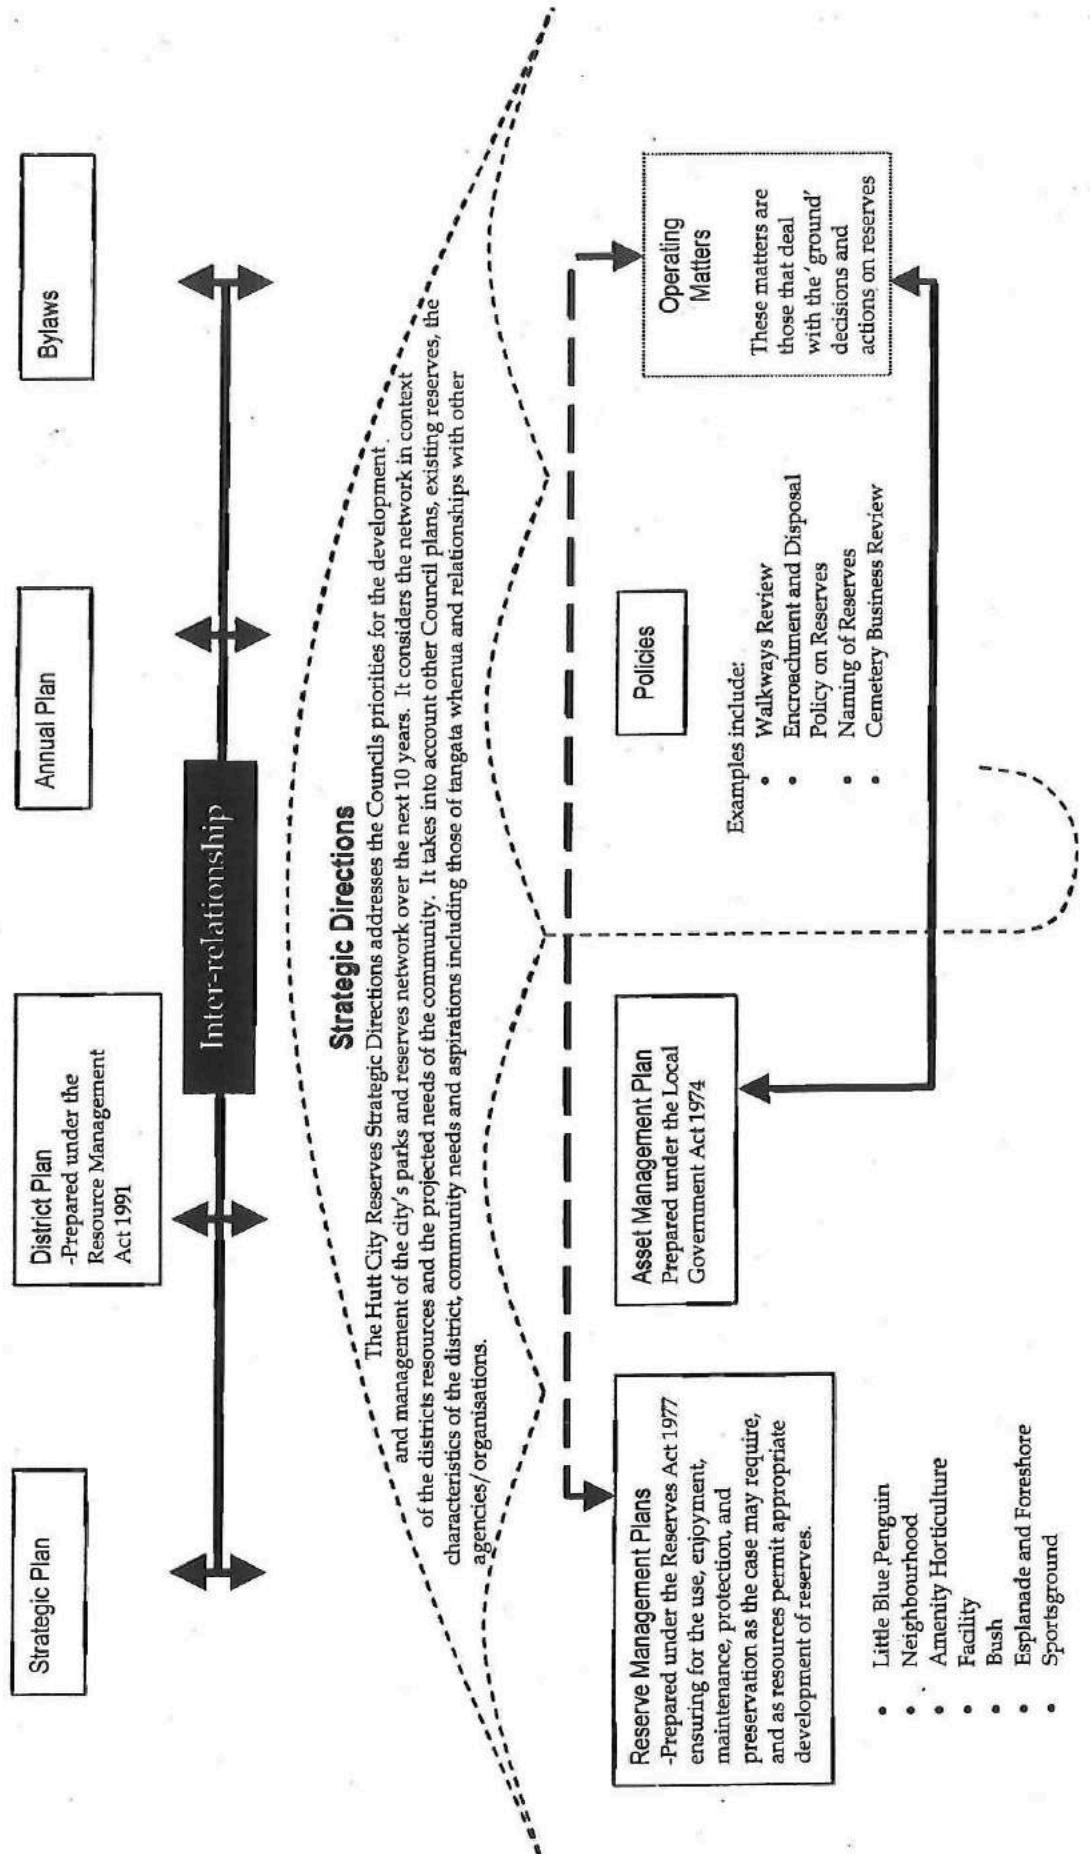 Strategic Plan
District Plan
-Prepared under the
Resource Management
Act 1991
Annual Plan
Bylaws
Inter-relationship
Strategic Directions
The Hutt City Reserves Strategic Directions addresses the Councils priorities for the development
and management of the city's parks and reserves network over the next 10 years. It considers the network in context
of the districts resources and the projected needs of the community. It takes into account other Council plans, existing reserves, the
characteristics of the district, community needs and aspirations including those of tangata whenua and relationships with other
agencies/organisations.
Reserve Management Plans
-Prepared under the Reserves Act 1977
ensuring for the use, enjoyment,
maintenance, protection, and
preservation as the case may require,
and as resources permit appropriate
development of reserves.
• Little Blue Penguin
• Neighbourhood
• Amenity Horticulture
• Facility
• Bush
• Esplanade and Foreshore
• Sportsground
Asset Management Plan
Prepared under the Local
Government Act 1974
Policies
Examples include:
• Walkways Review
• Encroachment and Disposal
Policy on Reserves
• Naming of Reserves
• Cemetery Business Review
Operating
Matters
These matters are
those that deal
with the 'ground'
decisions and
actions on reserves